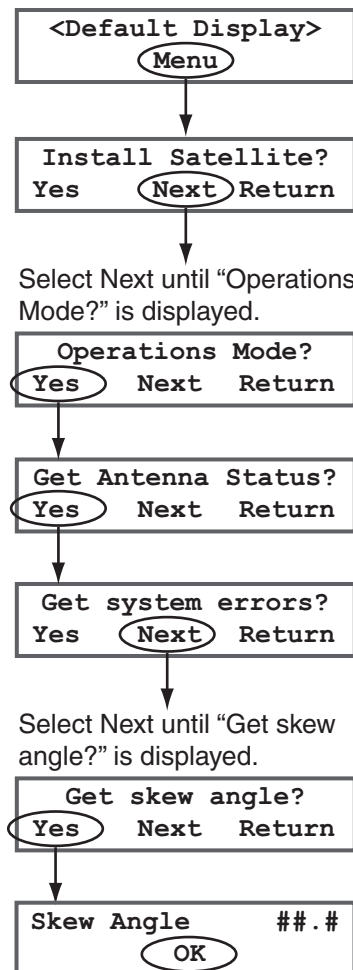 <Default Display>
Menu
Install Satellite?
Yes Next Return
Select Next until “Operations
Mode?” is displayed.
Operations Mode?
Yes Next Return
Get Antenna Status?
Yes Next Return
Get system errors?
Yes Next Return
Select Next until “Get skew
angle?” is displayed.
Get skew angle?
Yes Next Return
Skew Angle ##.#
OK